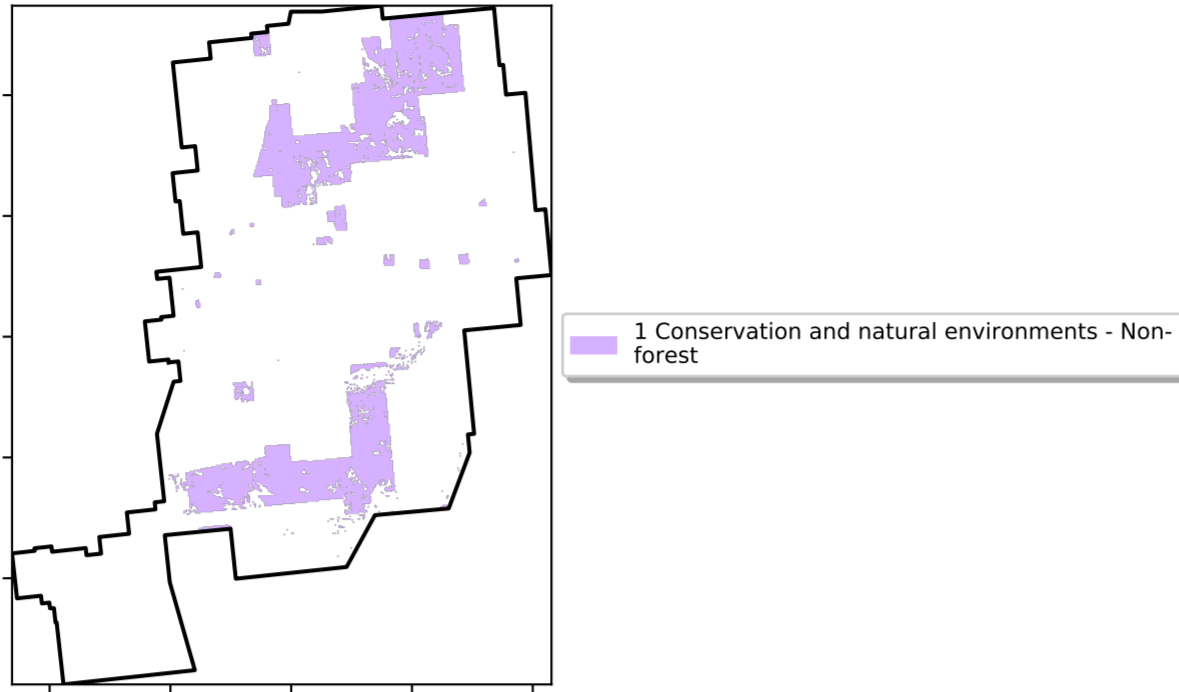 1 Conservation and natural environments - Non-
forest